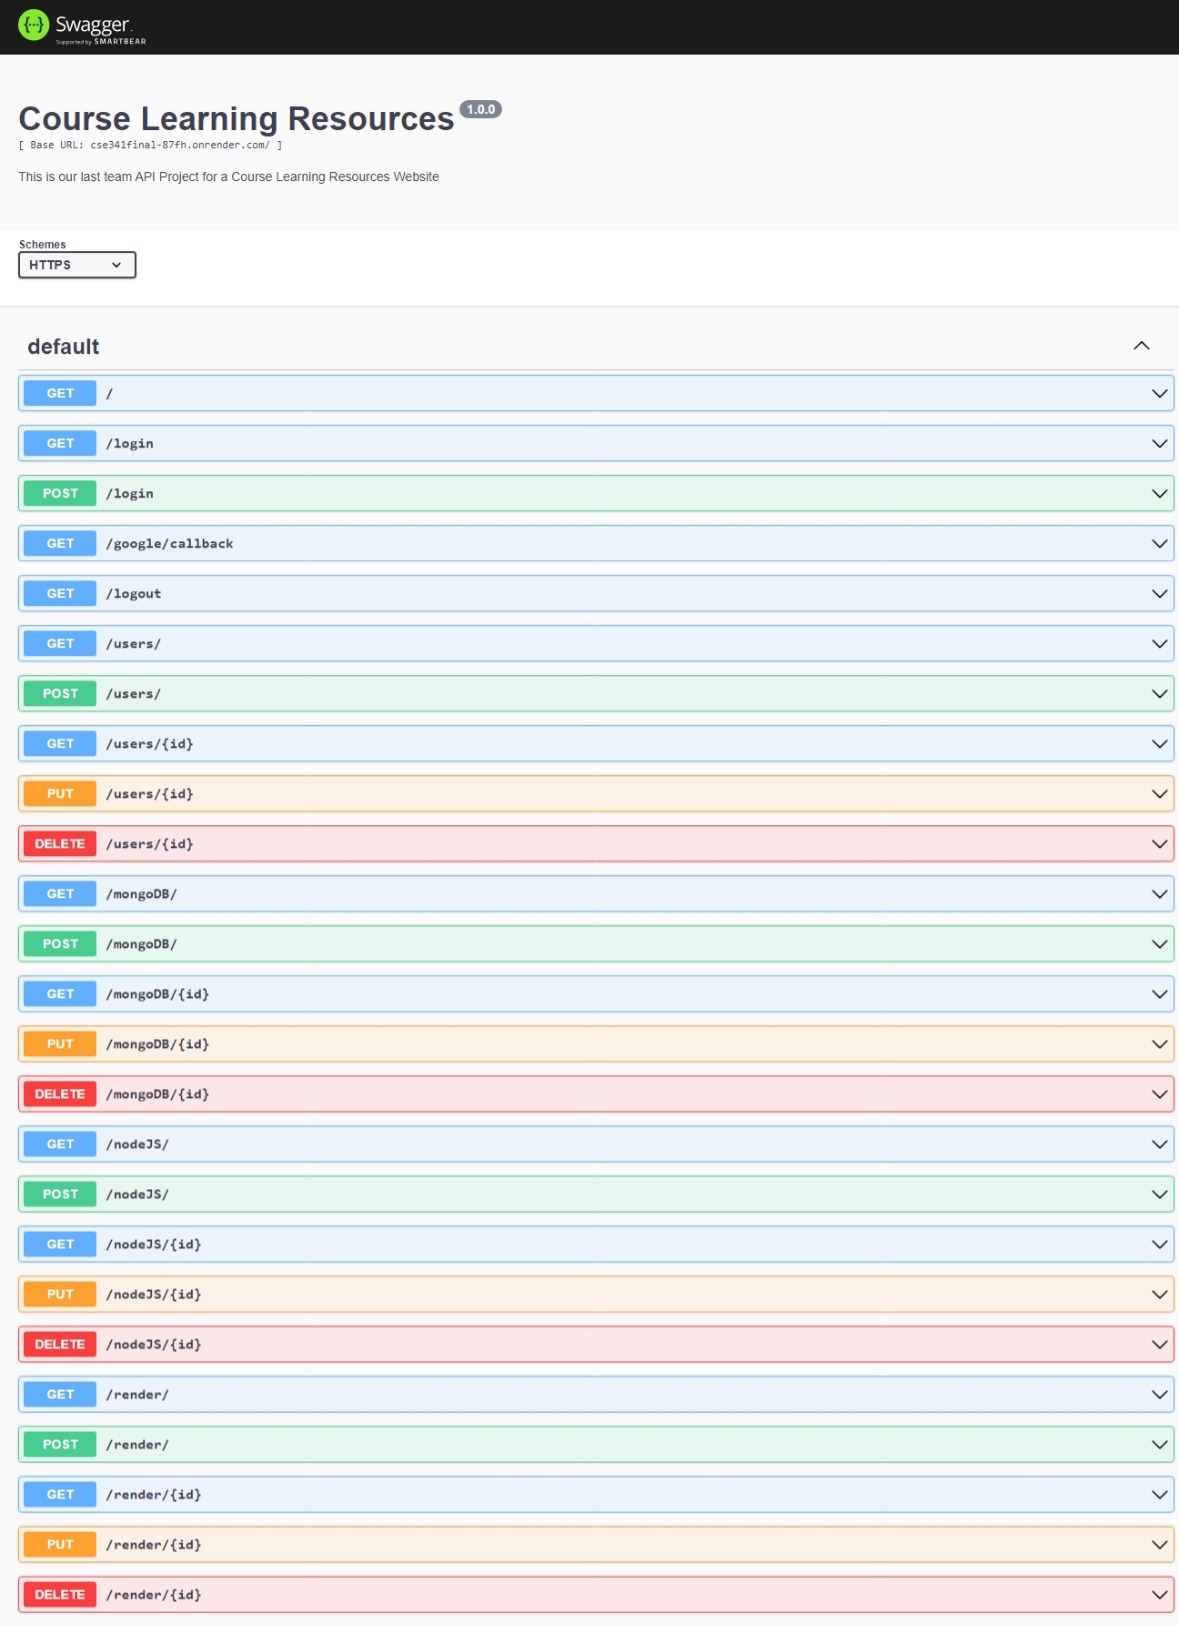 Swagger
Supported by SMARTBEAR
Course Learning Resources 1.0.0
[ Base URL: cse341final-87fh.onrender.com/ ]
This is our last team API Project for a Course Learning Resources Website
Schemes
HTTPS
default
GET /
GET /login
POST /login
GET /google/callback
GET /logout
GET /users/
POST /users/
GET /users/{id}
PUT /users/{id}
DELETE /users/{id}
GET /mongoDB/
POST /mongoDB/
GET /mongoDB/{id}
PUT /mongoDB/{id}
DELETE /mongoDB/{id}
GET /nodeJS/
POST /nodeJS/
GET /nodeJS/{id}
PUT /nodeJS/{id}
DELETE /nodeJS/{id}
GET /render/
POST /render/
GET /render/{id}
PUT /render/{id}
DELETE /render/{id}